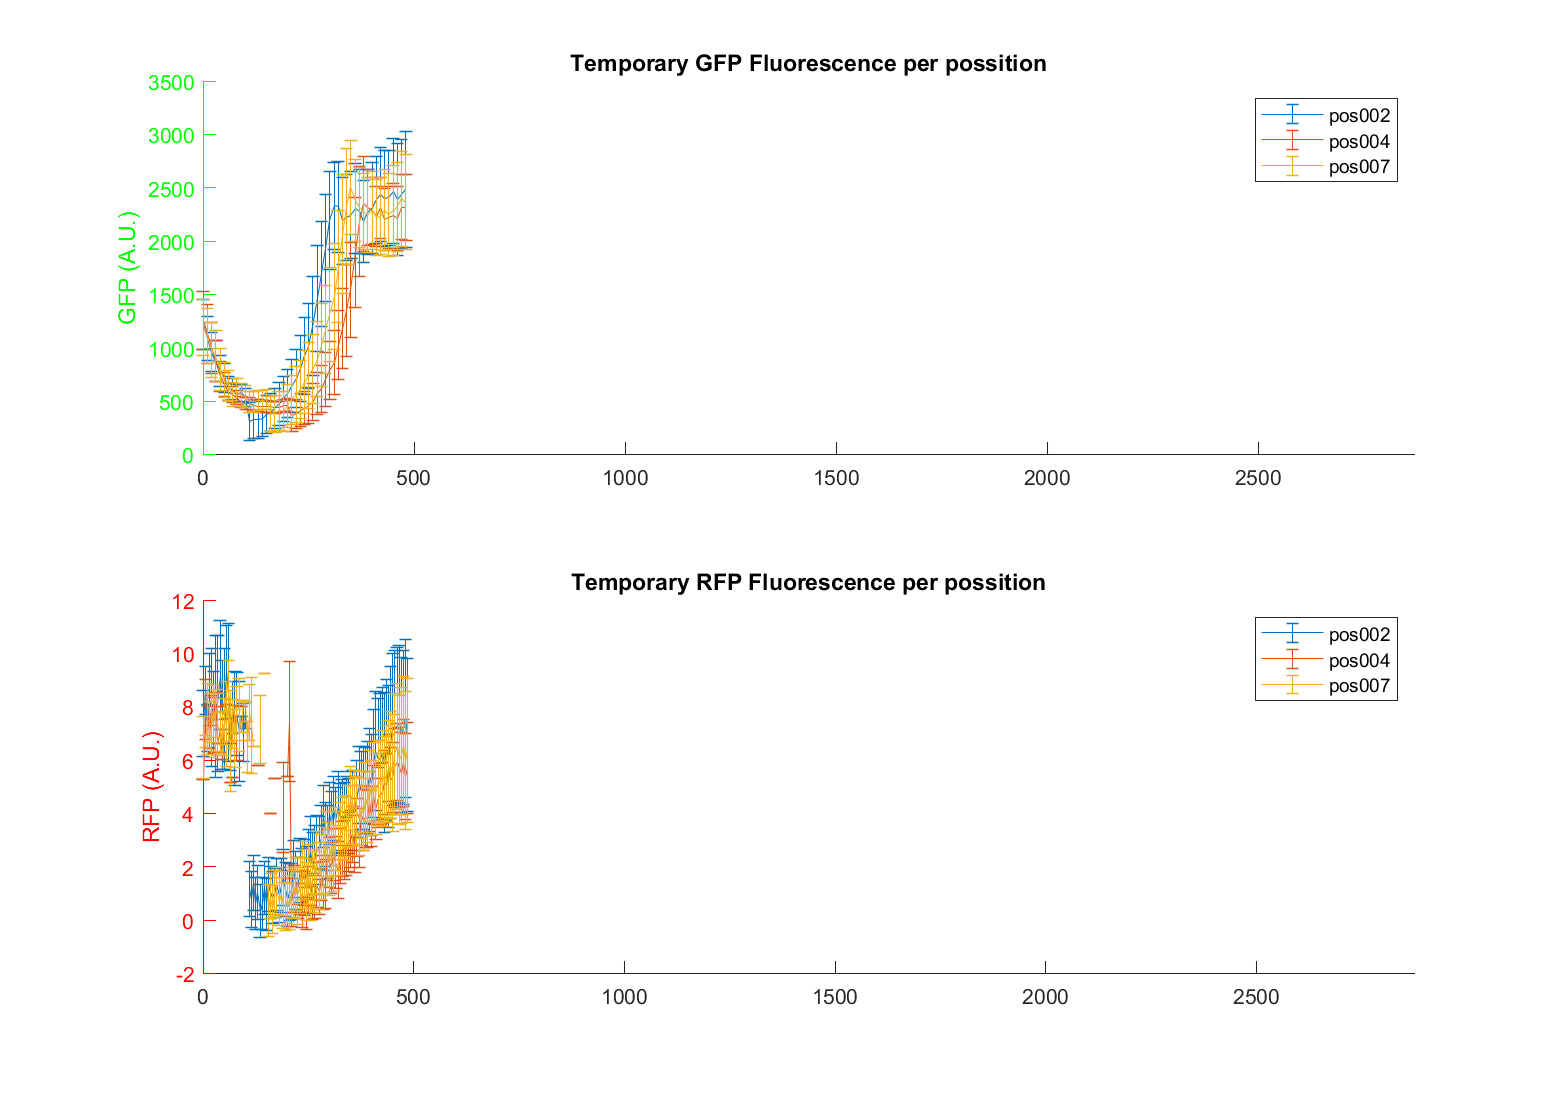 Temporary GFP Fluorescence per possition
3500
3000
2500
2000
1500
1000
500
0
GFP (A.U.)
0 500 1000 1500 2000 2500
pos002
pos004
pos007
Temporary RFP Fluorescence per possition
12
10
8
6
4
2
0
-2
RFP (A.U.)
0 500 1000 1500 2000 2500
pos002
pos004
pos007